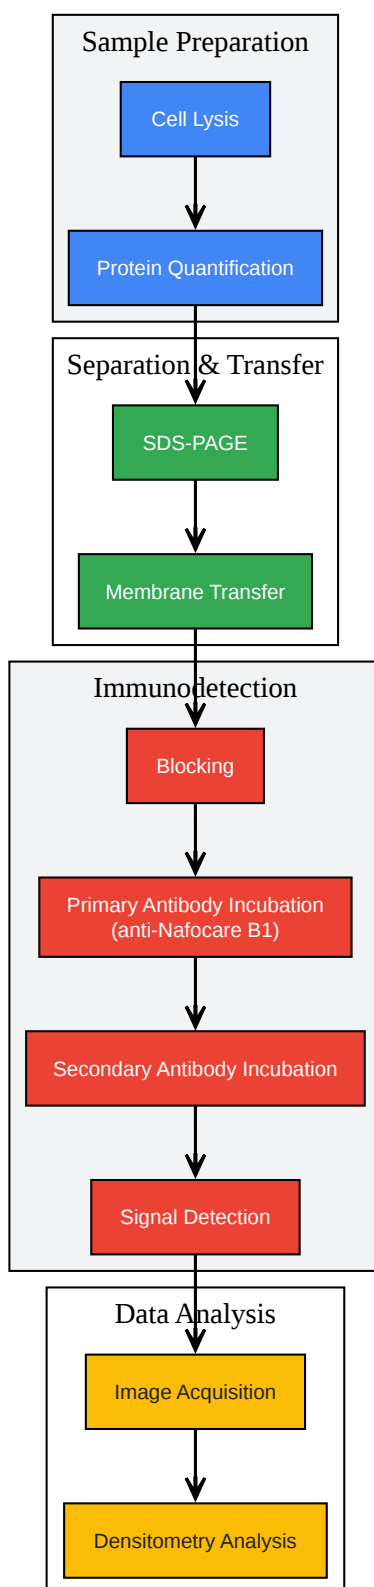 Sample Preparation
Cell Lysis
Protein Quantification
Separation & Transfer
SDS-PAGE
Membrane Transfer
Immunodetection
Blocking
Primary Antibody Incubation
(anti-Nafocare B1)
Secondary Antibody Incubation
Signal Detection
Data Analysis
Image Acquisition
Densitometry Analysis